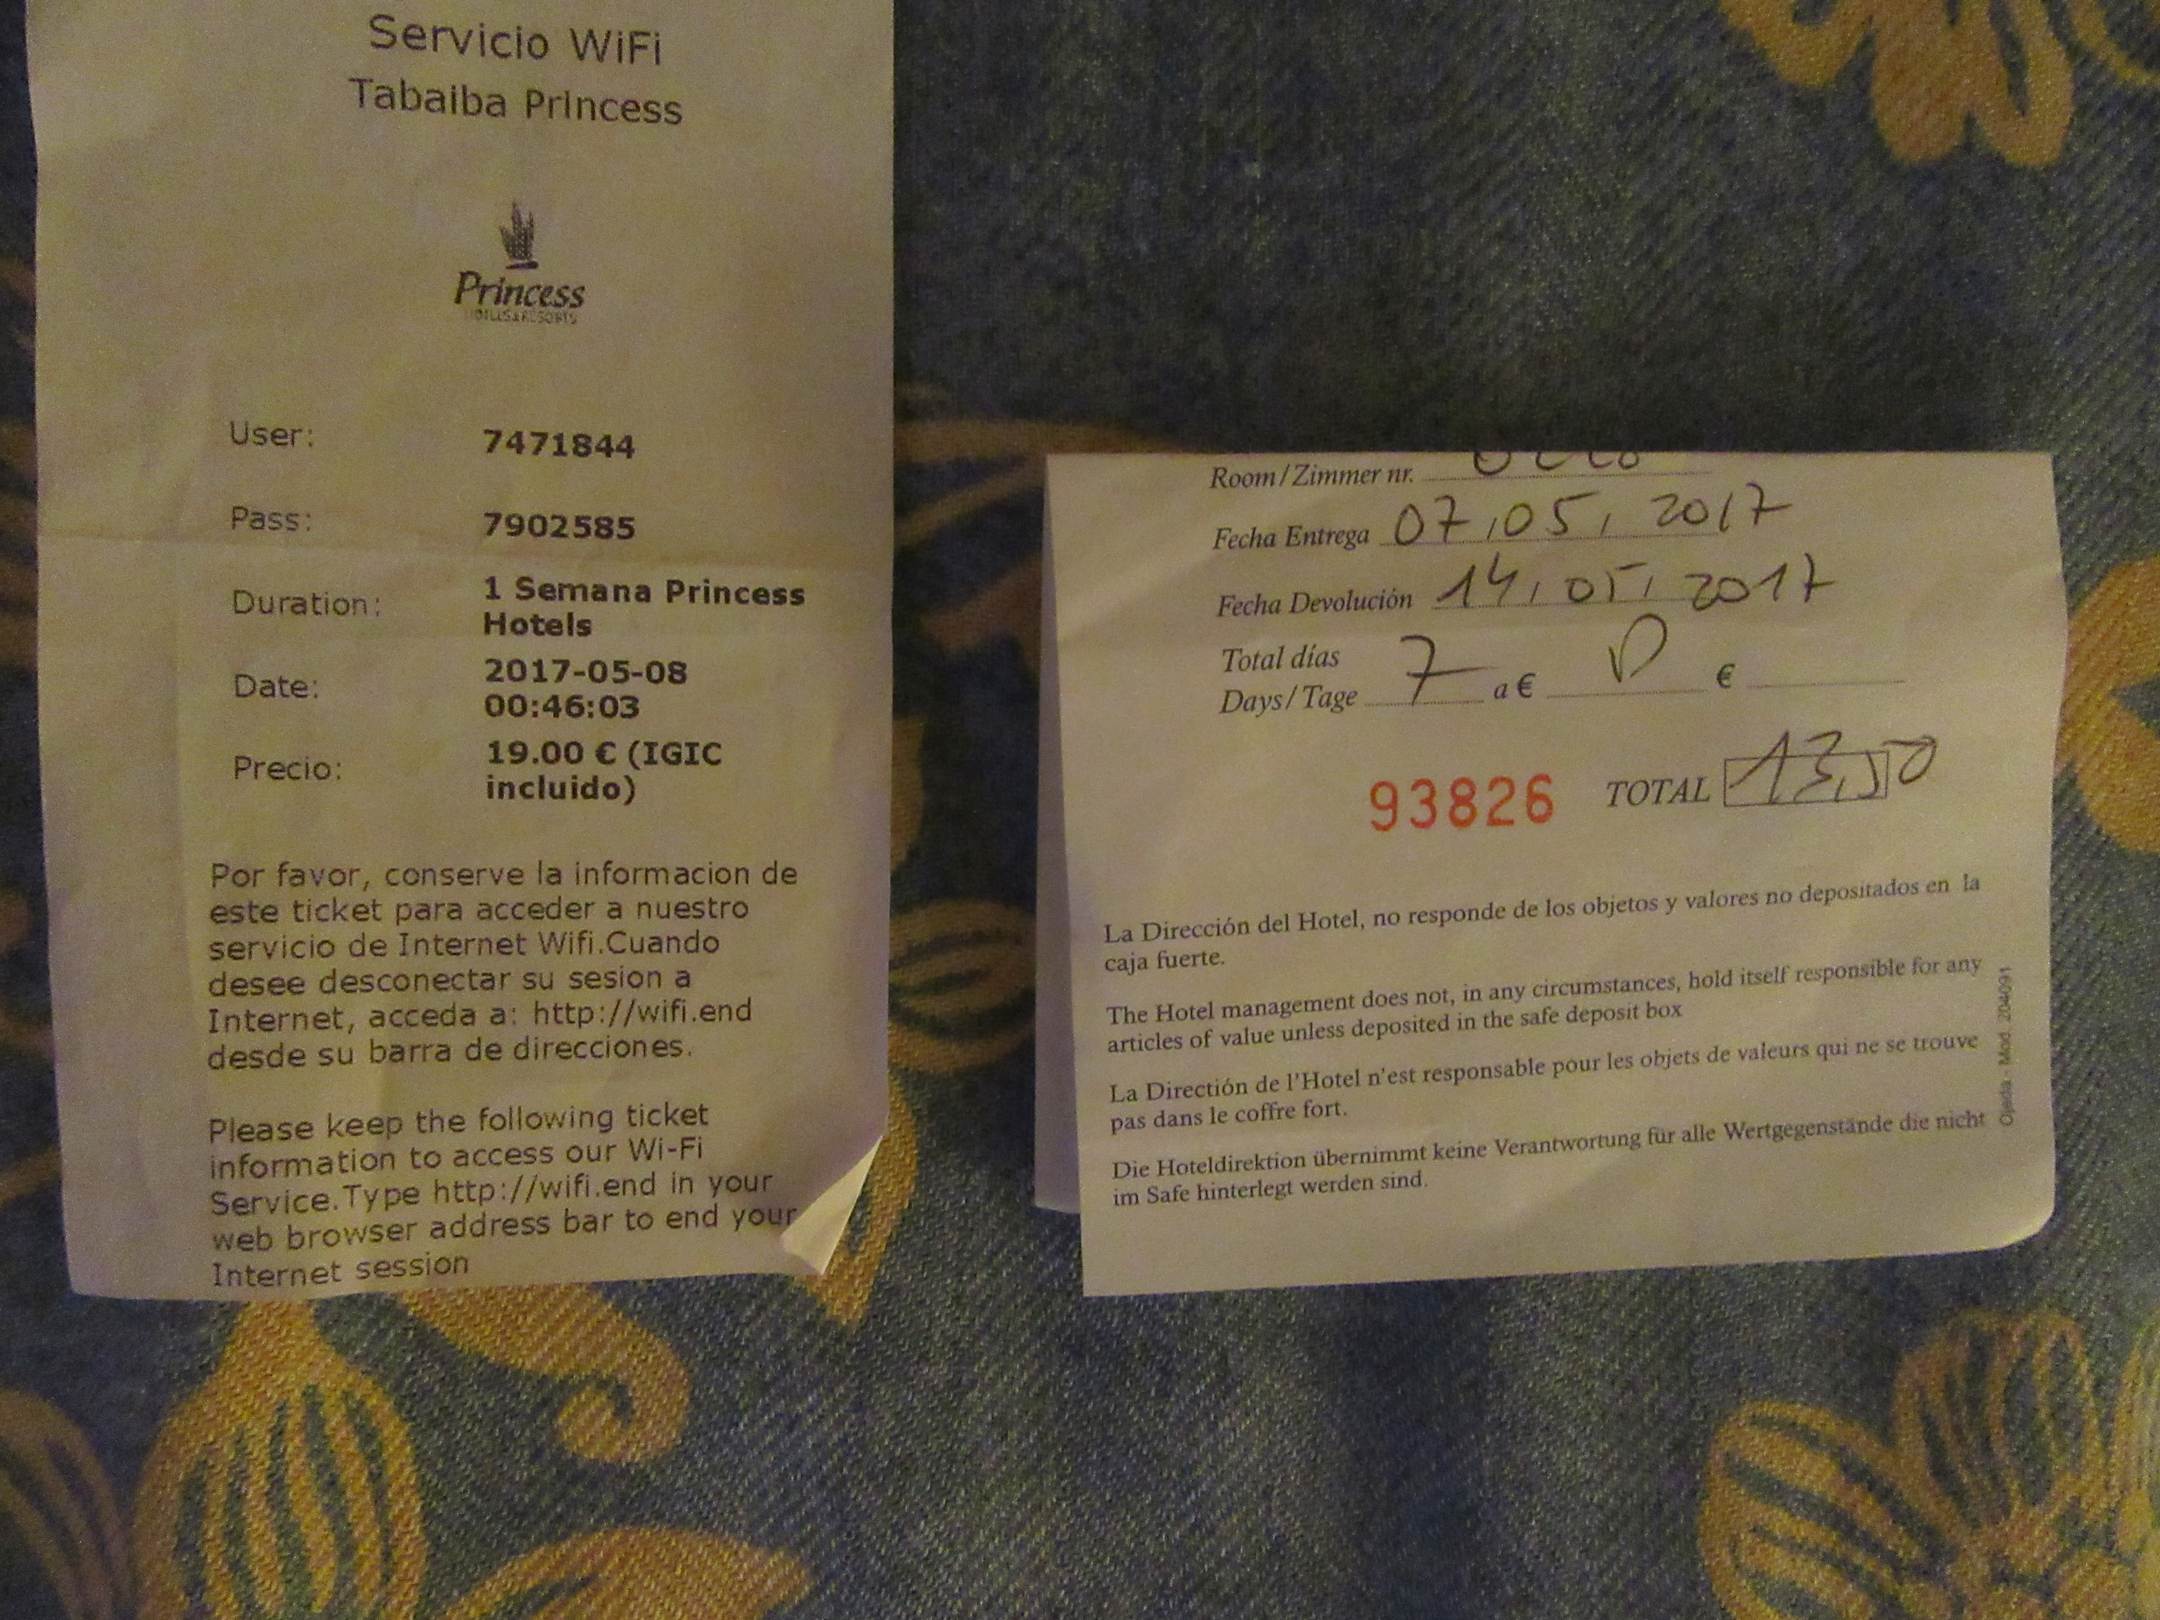 Servicio WiFi
Tabaiba Princess
Princess
HOTELS & RESORTS
User: 7471844
Pass: 7902585
Duration: 1 Semana Princess
Hotels
Date: 2017-05-08
00:46:03
Precio: 19.00 € (IGIC
incluido)
Por favor, conserve la informacion de
este ticket para acceder a nuestro
servicio de Internet Wifi.Cuando
desee desconectar su sesion a
Internet, acceda a: http://wifi.end
desde su barra de direcciones.
Please keep the following ticket
information to access our Wi-Fi
Service.Type http://wifi.end in your
web browser address bar to end your
Internet session
Room/Zimmer nr.
Fecha Entrega 07.05.2017
Fecha Devolución 14.05.2017
Total días
Days/Tage 7 a € €
93826 TOTAL 13,50
La Dirección del Hotel, no responde de los objetos y valores no depositados en la
caja fuerte.
The Hotel management does not, in any circumstances, hold itself responsible for any
articles of value unless deposited in the safe deposit box
La Directión de l'Hotel n'est responsable pour les objets de valeurs qui ne se trouve
pas dans le coffre fort.
Die Hoteldirektion übernimmt keine Verantwortung für alle Wertgegenstände die nicht
im Safe hinterlegt werden sind.
Mod. 204091